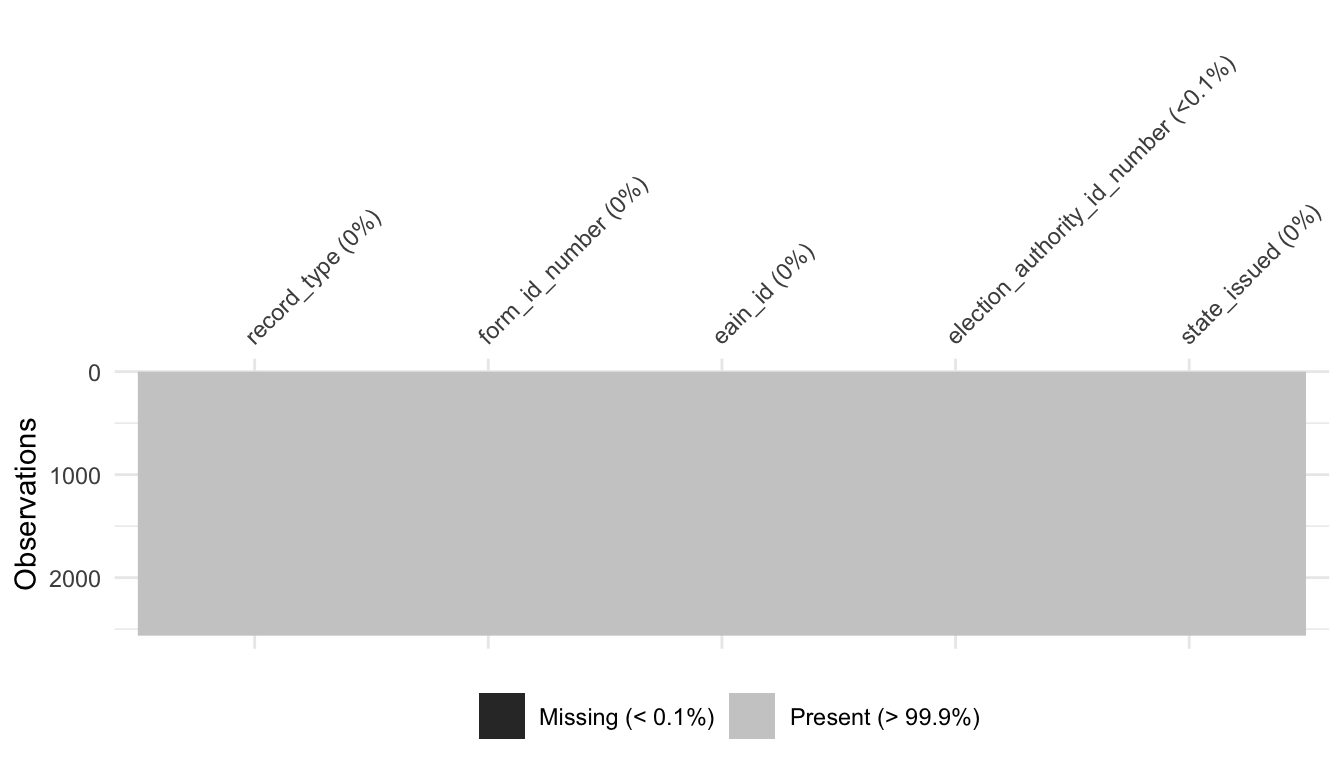 record_type (0%)
form_id_number (0%)
eain_id (0%)
election_authority_id_number (<0.1%)
state_issued (0%)
0
1000
2000
Observations
Missing (< 0.1%)
Present (> 99.9%)